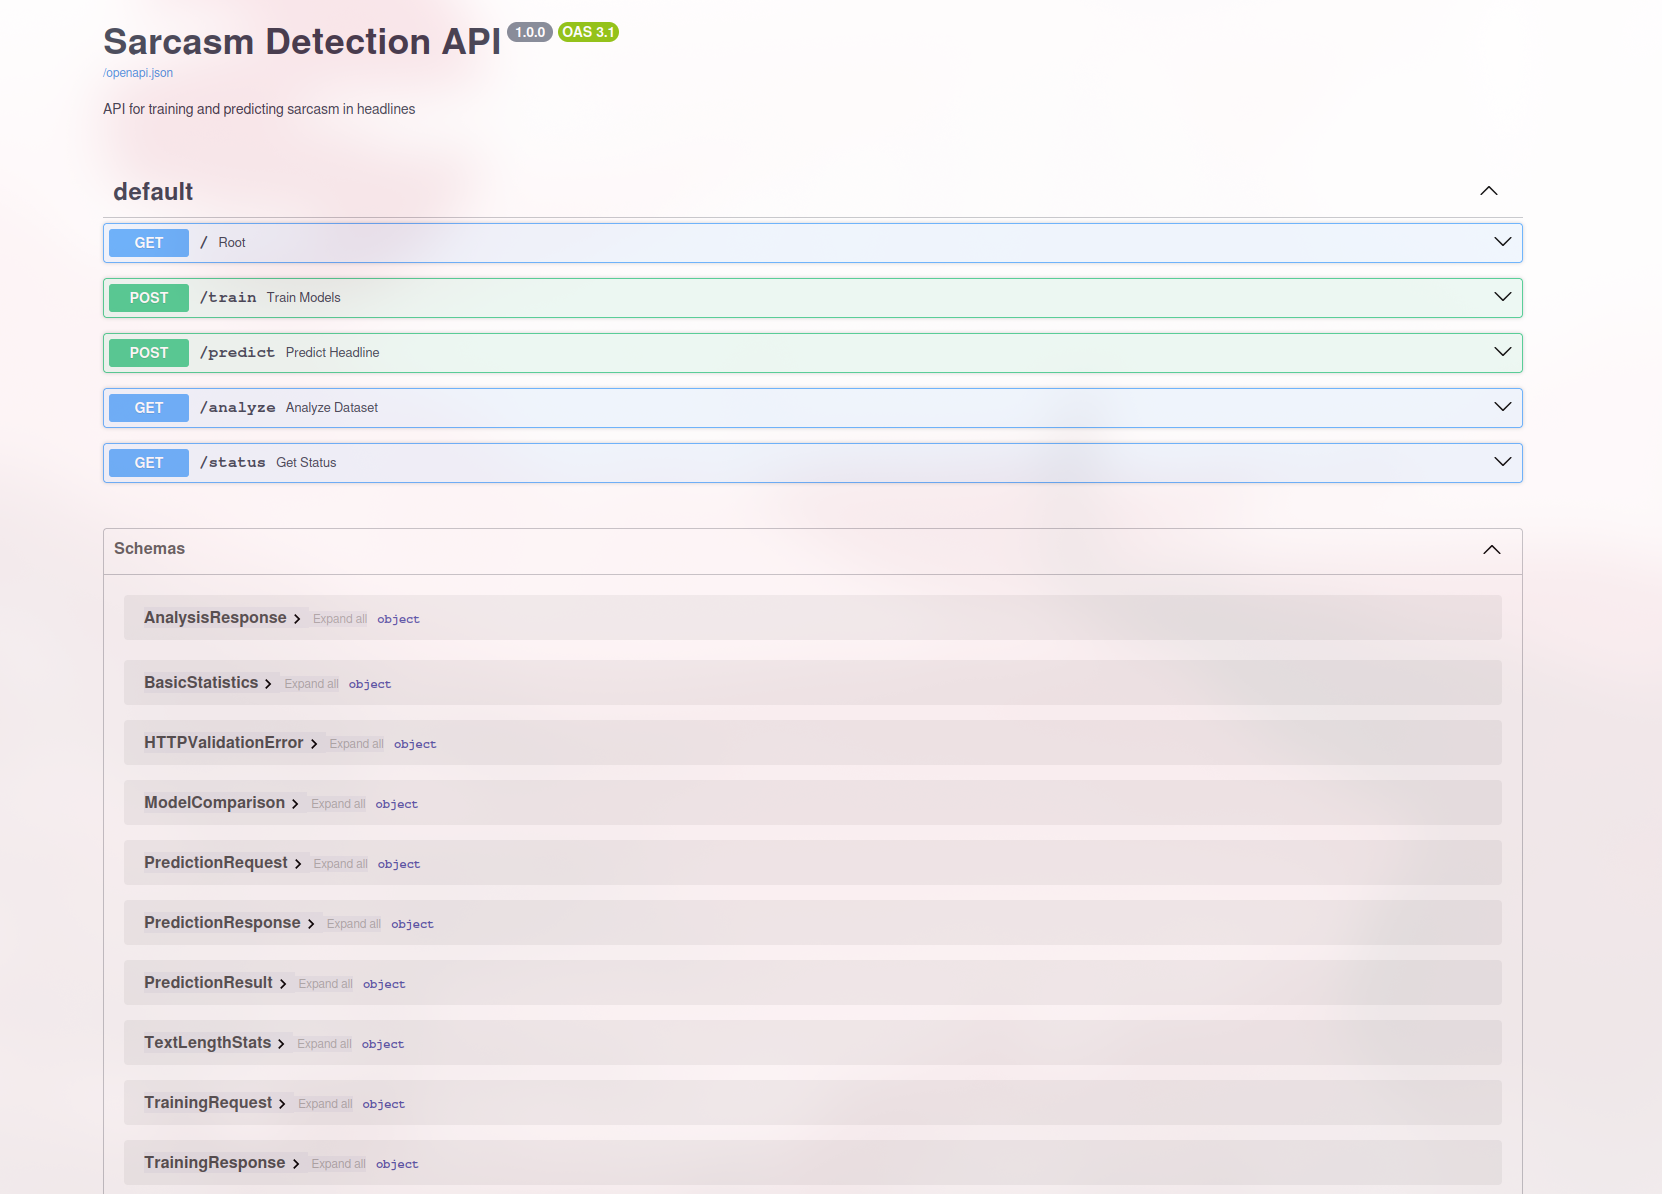 Sarcasm Detection API 1.0.0 OAS 3.1
/openapi.json
API for training and predicting sarcasm in headlines
default
GET / Root
POST /train Train Models
POST /predict Predict Headline
GET /analyze Analyze Dataset
GET /status Get Status
Schemas
AnalysisResponse Expand all object
BasicStatistics Expand all object
HTTPValidationError Expand all object
ModelComparison Expand all object
PredictionRequest Expand all object
PredictionResponse Expand all object
PredictionResult Expand all object
TextLengthStats Expand all object
TrainingRequest Expand all object
TrainingResponse Expand all object